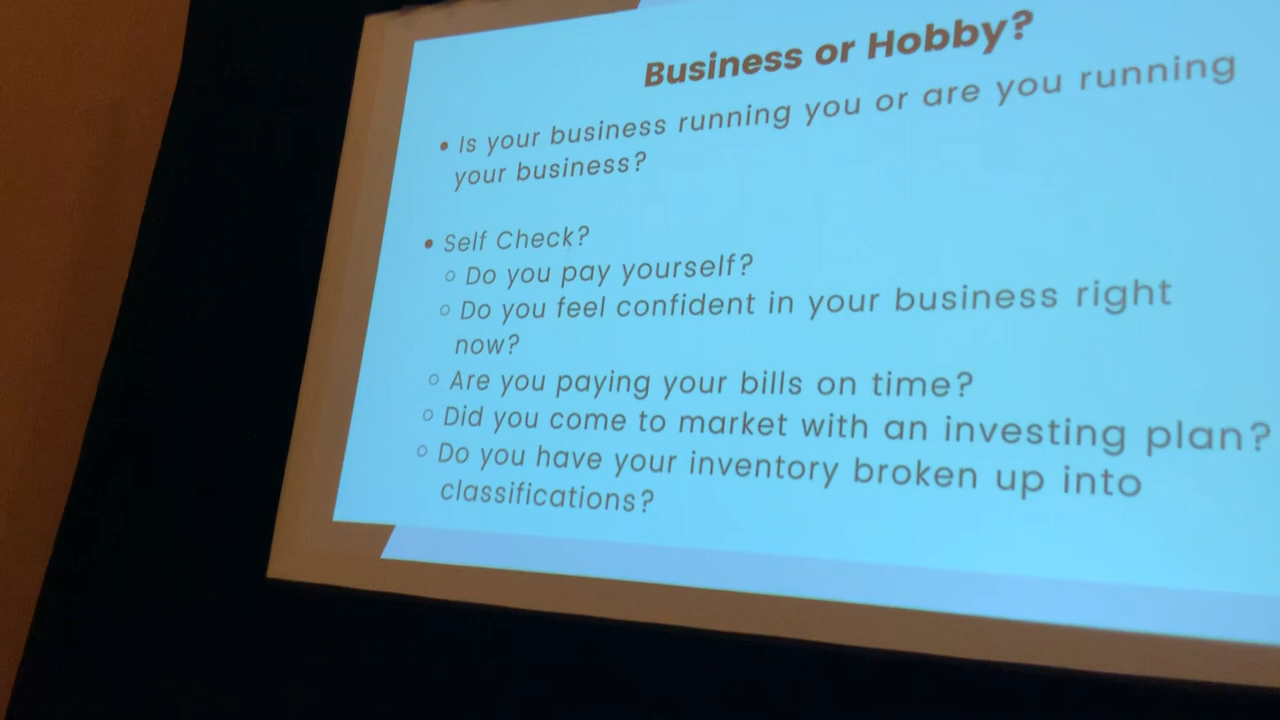 Business or Hobby?
• Is your business running you or are you running
your business?
• Self Check?
○ Do you pay yourself?
○ Do you feel confident in your business right
now?
○ Are you paying your bills on time?
○ Did you come to market with an investing plan?
○ Do you have your inventory broken up into
classifications?